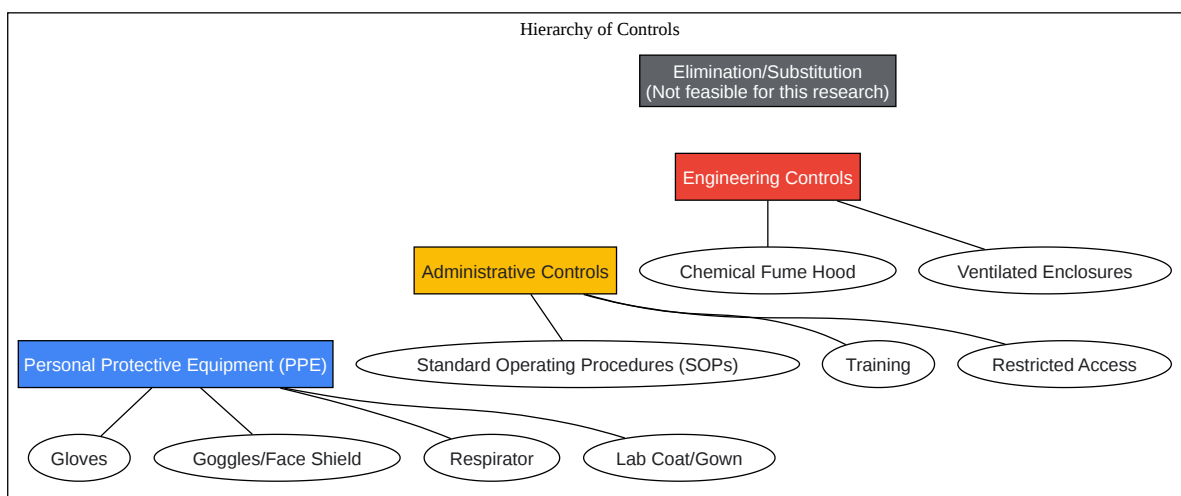 Hierarchy of Controls
Elimination/Substitution
(Not feasible for this research)
Engineering Controls
Administrative Controls
Chemical Fume Hood
Ventilated Enclosures
Personal Protective Equipment (PPE)
Standard Operating Procedures (SOPs)
Training
Restricted Access
Gloves
Goggles/Face Shield
Respirator
Lab Coat/Gown